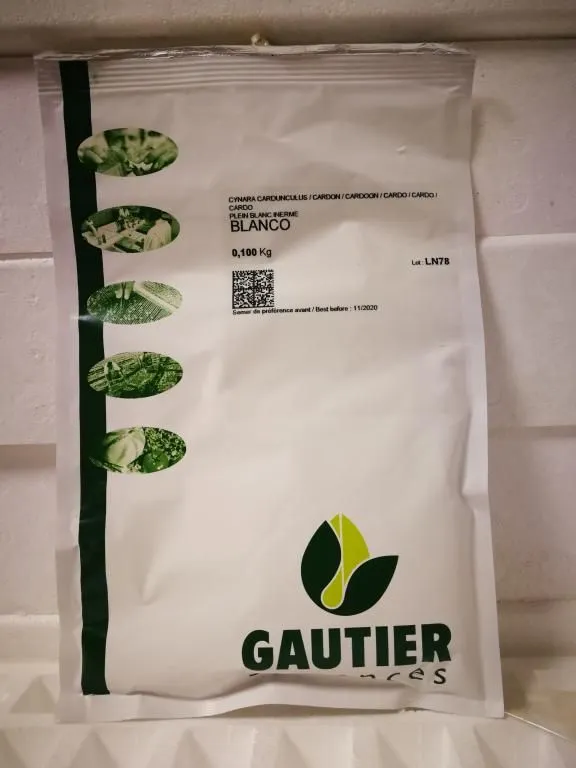 CYNARA CARDUNCULUS / CARDON / CARDOON / CARDO / CARDO /
CARDO
PLEIN BLANC INERME
BLANCO
0,100 Kg
Lot : LN78
Semer de préférence avant / Best before : 11/2020
GAUTIER